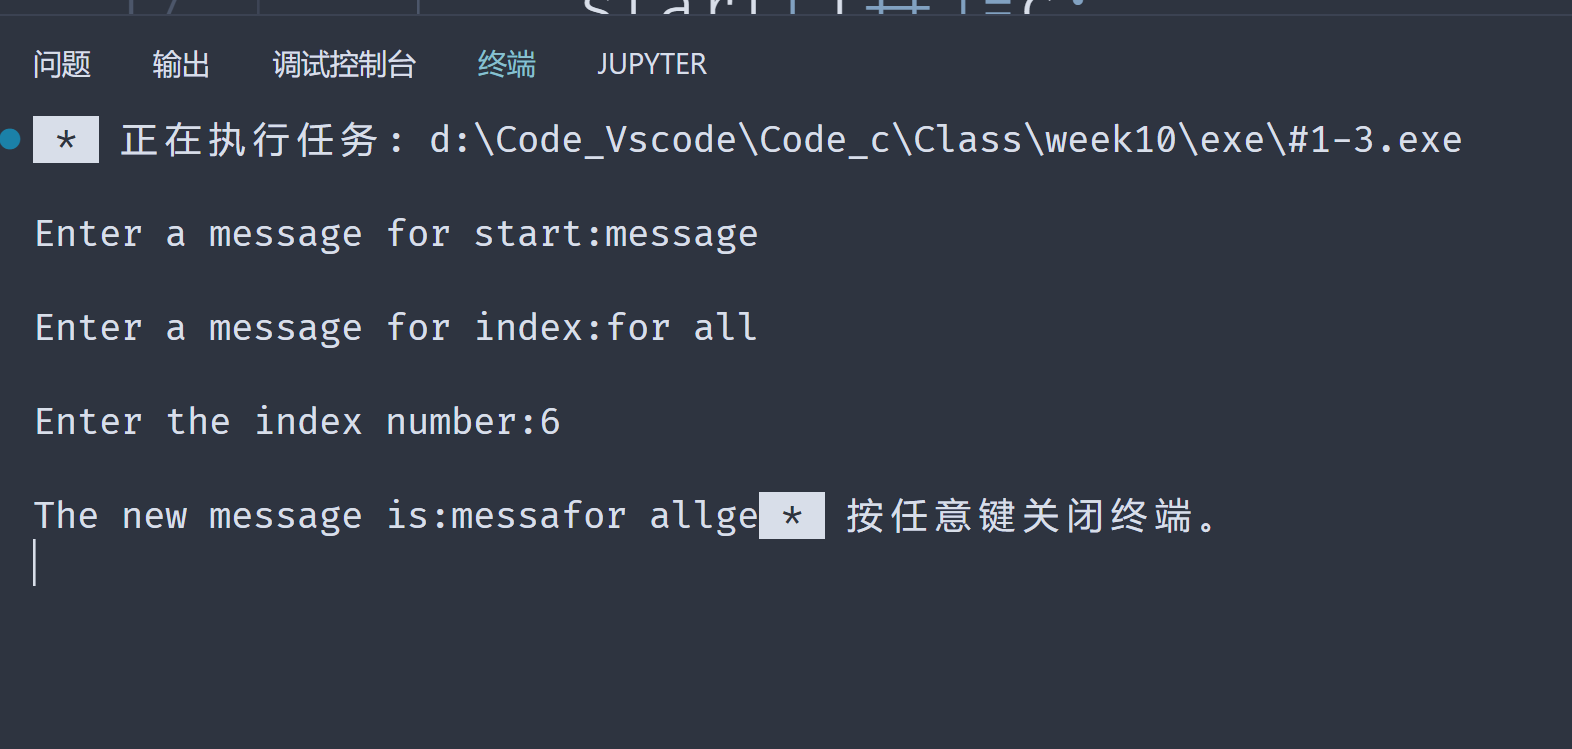 问题 输出 调试控制台 终端 JUPYTER
* 正在执行任务: d:\Code_Vscode\Code_c\Class\week10\exe\#1-3.exe
Enter a message for start:message
Enter a message for index:for all
Enter the index number:6
The new message is:messafor allge * 按任意键关闭终端。